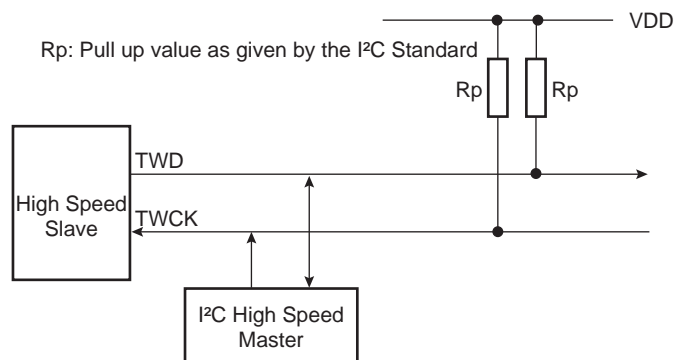 VDD
Rp: Pull up value as given by the I²C Standard
Rp
Rp
TWD
High Speed
Slave
TWCK
I²C High Speed
Master